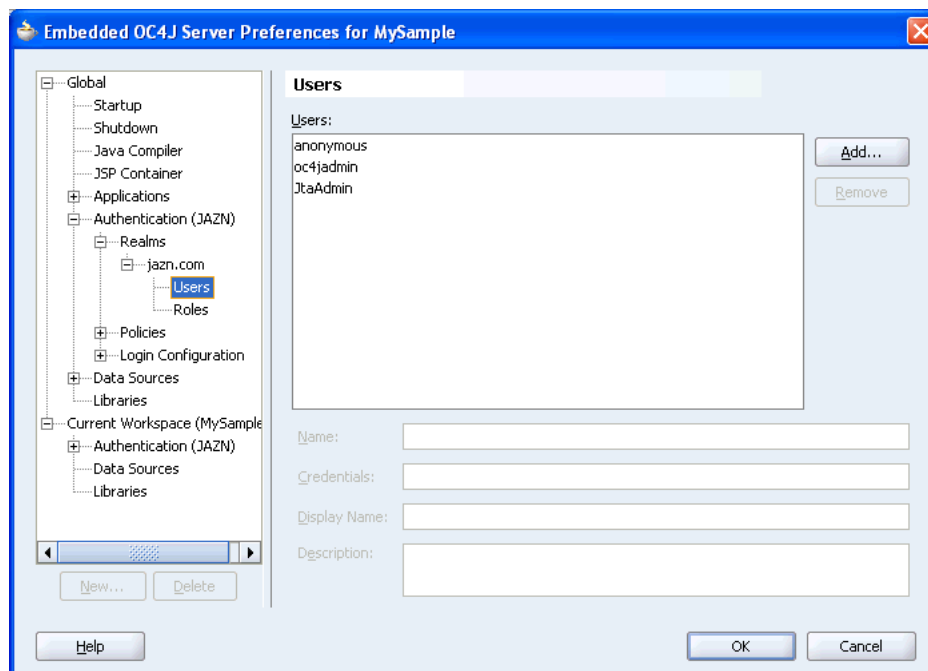 Embedded OC4J Server Preferences for MySample
Global
Startup
Shutdown
Java Compiler
JSP Container
Applications
Authentication (JAZN)
Realms
jazn.com
Users
Roles
Policies
Login Configuration
Data Sources
Libraries
Current Workspace (MySample
Authentication (JAZN)
Data Sources
Libraries
New...
Delete
Users
Users:
anonymous
oc4jadmin
JtaAdmin
Add...
Remove
Name:
Credentials:
Display Name:
Description:
Help
OK
Cancel